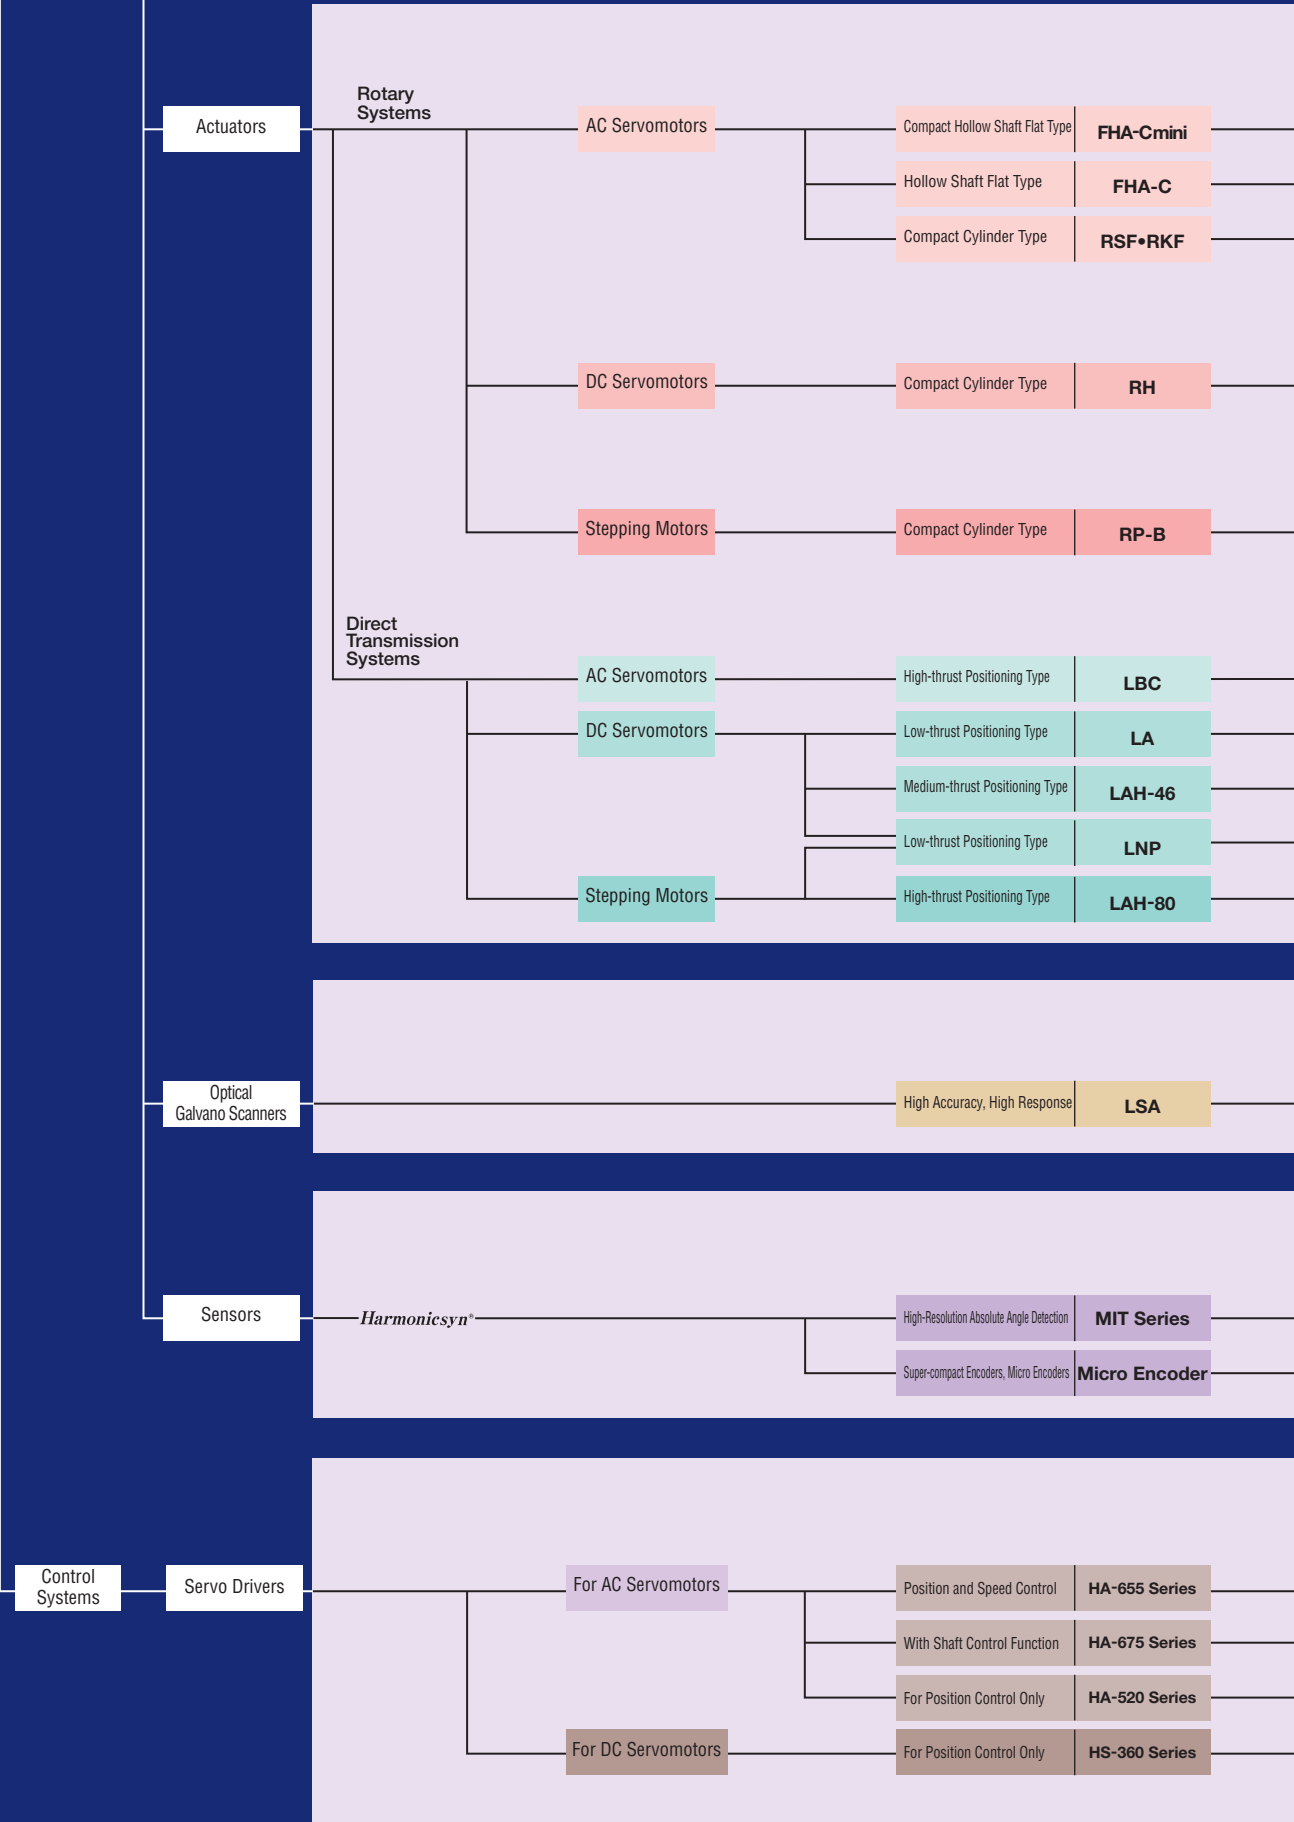 Rotary
Systems
Actuators
AC Servomotors
Compact Hollow Shaft Flat Type
FHA-Cmini
Hollow Shaft Flat Type
FHA-C
Compact Cylinder Type
RSF•RKF
DC Servomotors
Compact Cylinder Type
RH
Stepping Motors
Compact Cylinder Type
RP-B
Direct
Transmission
Systems
AC Servomotors
High-thrust Positioning Type
LBC
DC Servomotors
Low-thrust Positioning Type
LA
Medium-thrust Positioning Type
LAH-46
Low-thrust Positioning Type
LNP
Stepping Motors
High-thrust Positioning Type
LAH-80
Optical
Galvano Scanners
High Accuracy, High Response
LSA
Sensors
Harmonicsyn®
High-Resolution Absolute Angle Detection
MIT Series
Super-compact Encoders, Micro Encoders
Micro Encoder
Control
Systems
Servo Drivers
For AC Servomotors
Position and Speed Control
HA-655 Series
With Shaft Control Function
HA-675 Series
For Position Control Only
HA-520 Series
For DC Servomotors
For Position Control Only
HS-360 Series